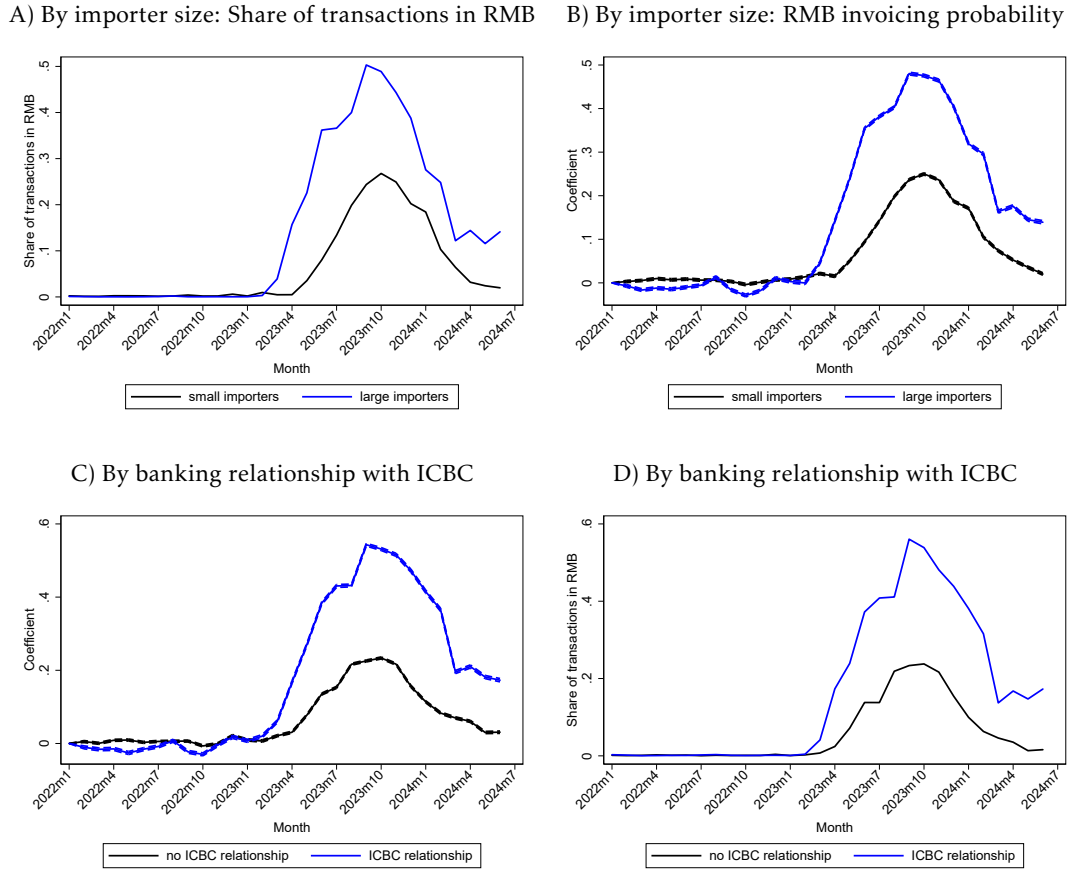 A) By importer size: Share of transactions in RMB
Share of transactions in RMB
.5
.4
.3
.2
.1
0
2022m1 2022m4 2022m7 2022m10 2023m1 2023m4 2023m7 2023m10 2024m1 2024m4 2024m7
Month
small importers large importers
B) By importer size: RMB invoicing probability
Coefficient
.5
.4
.3
.2
.1
0
2022m1 2022m4 2022m7 2022m10 2023m1 2023m4 2023m7 2023m10 2024m1 2024m4 2024m7
Month
small importers large importers
C) By banking relationship with ICBC
Coefficient
.6
.4
.2
0
2022m1 2022m4 2022m7 2022m10 2023m1 2023m4 2023m7 2023m10 2024m1 2024m4 2024m7
Month
no ICBC relationship ICBC relationship
D) By banking relationship with ICBC
Share of transactions in RMB
.6
.4
.2
0
2022m1 2022m4 2022m7 2022m10 2023m1 2023m4 2023m7 2023m10 2024m1 2024m4 2024m7
Month
no ICBC relationship ICBC relationship